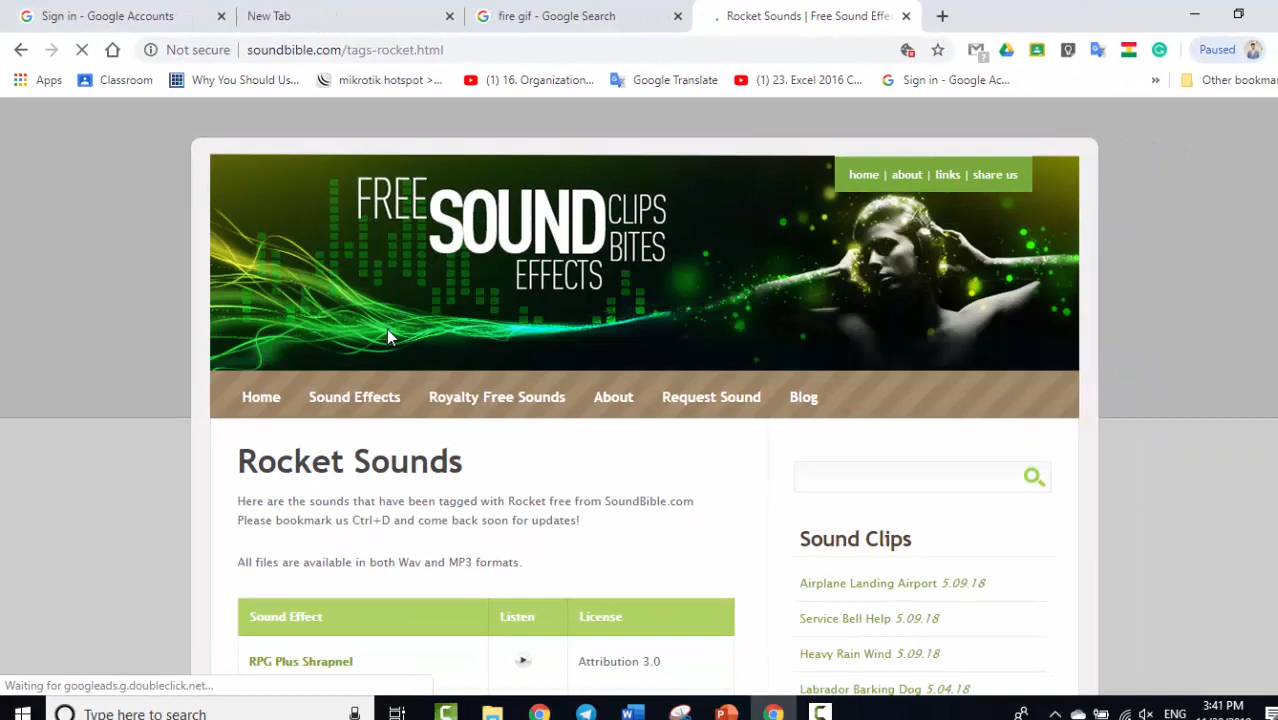 Sign in - Google Accounts
New Tab
fire gif - Google Search
Rocket Sounds | Free Sound Effe
Not secure
soundbible.com/tags-rocket.html
Paused
Apps
Classroom
Why You Should Us...
mikrotik hotspot >...
(1) 16. Organization...
Google Translate
(1) 23. Excel 2016 C...
Sign in - Google Ac...
»
Other bookma
home | about | links | share us
FREE SOUND CLIPS
BITES
EFFECTS
Home
Sound Effects
Royalty Free Sounds
About
Request Sound
Blog
Rocket Sounds
Here are the sounds that have been tagged with Rocket free from SoundBible.com
Please bookmark us Ctrl+D and come back soon for updates!
All files are available in both Wav and MP3 formats.
Sound Effect
Listen
License
RPG Plus Shrapnel
Attribution 3.0
Sound Clips
Airplane Landing Airport 5.09.18
Service Bell Help 5.09.18
Heavy Rain Wind 5.09.18
Labrador Barking Dog 5.04.18
Waiting for googleads.g.doubleclick.net...
Type here to search
ENG
3:41 PM